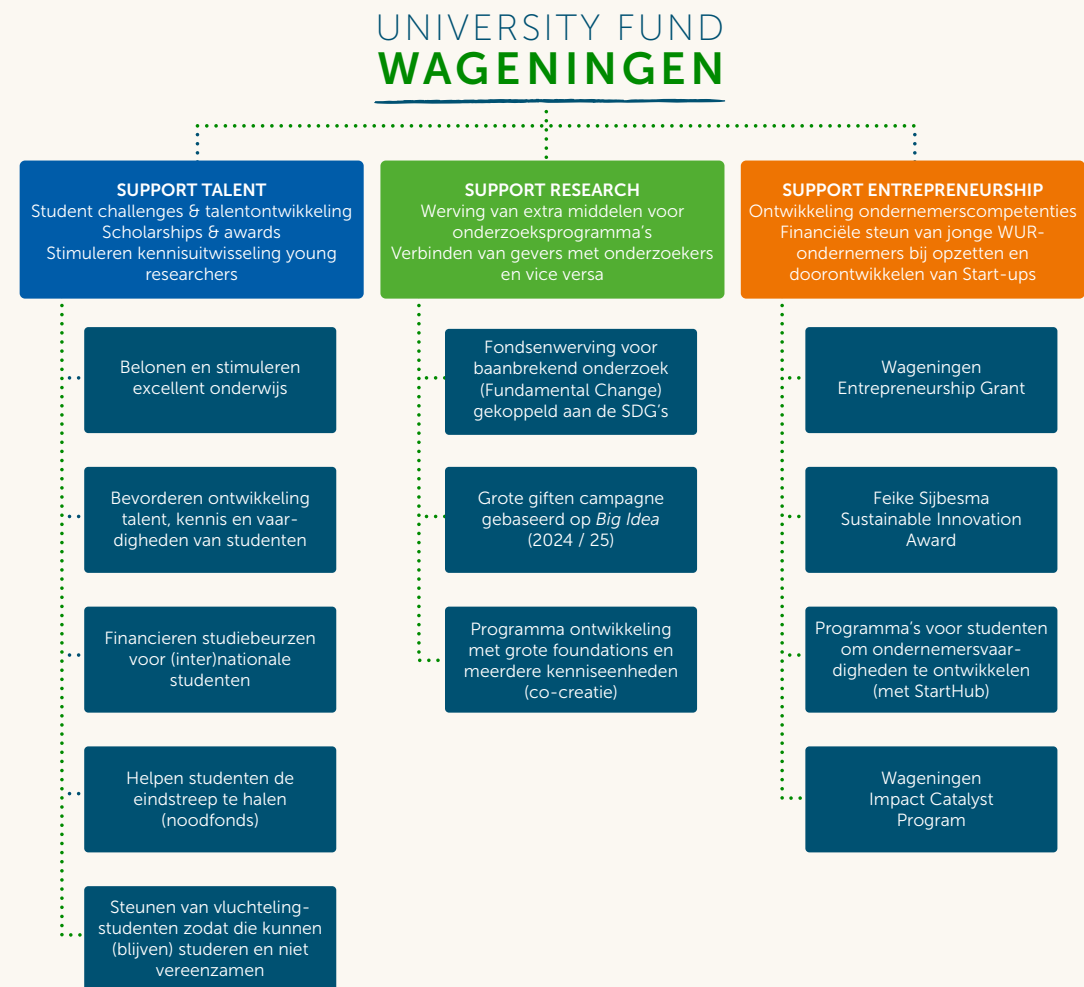 UNIVERSITY FUND
WAGENINGEN
SUPPORT TALENT
Student challenges & talentontwikkeling
Scholarships & awards
Stimuleren kennisuitwisseling young
researchers
Belonen en stimuleren
excellent onderwijs
Bevorderen ontwikkeling
talent, kennis en vaar-
digheden van studenten
Financieren studiebeurzen
voor (inter)nationale
studenten
Helpen studenten de
eindstreep te halen
(noodfonds)
Steunen van vluchteling-
studenten zodat die kunnen
(blijven) studeren en niet
vereenzamen
SUPPORT RESEARCH
Werving van extra middelen voor
onderzoeksprogramma's
Verbinden van gevers met onderzoekers
en vice versa
Fondsenwerving voor
baanbrekend onderzoek
(Fundamental Change)
gekoppeld aan de SDG's
Grote giften campagne
gebaseerd op Big Idea
(2024 / 25)
Programma ontwikkeling
met grote foundations en
meerdere kenniseenheden
(co-creatie)
SUPPORT ENTREPRENEURSHIP
Ontwikkeling ondernemerscompetenties
Financiële steun van jonge WUR-
ondernemers bij opzetten en
doorontwikkelen van Start-ups
Wageningen
Entrepreneurship Grant
Feike Sijbesma
Sustainable Innovation
Award
Programma's voor studenten
om ondernemersvaar-
digheden te ontwikkelen
(met StartHub)
Wageningen
Impact Catalyst
Program